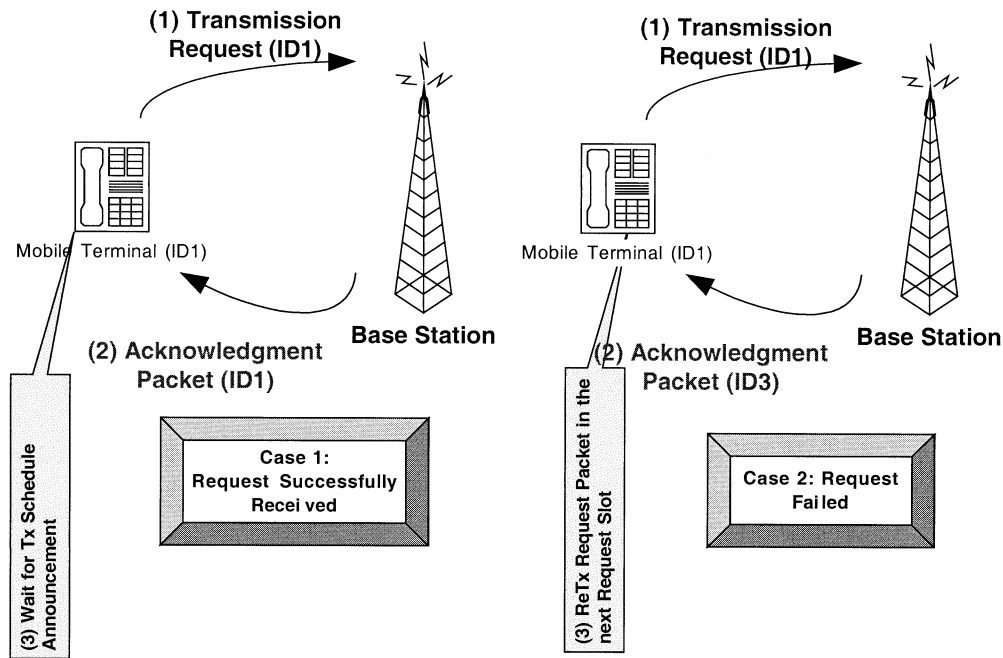 (1) Transmission
Request (ID1)
Mobile Terminal (ID1)
Base Station
(2) Acknowledgment
Packet (ID1)
(3) Wait for Tx Schedule
Announcement
Case 1:
Request Successfully
Received
(1) Transmission
Request (ID1)
Mobile Terminal (ID1)
Base Station
(2) Acknowledgment
Packet (ID3)
(3) ReTx Request Packet in the
next Request Slot
Case 2: Request
Failed